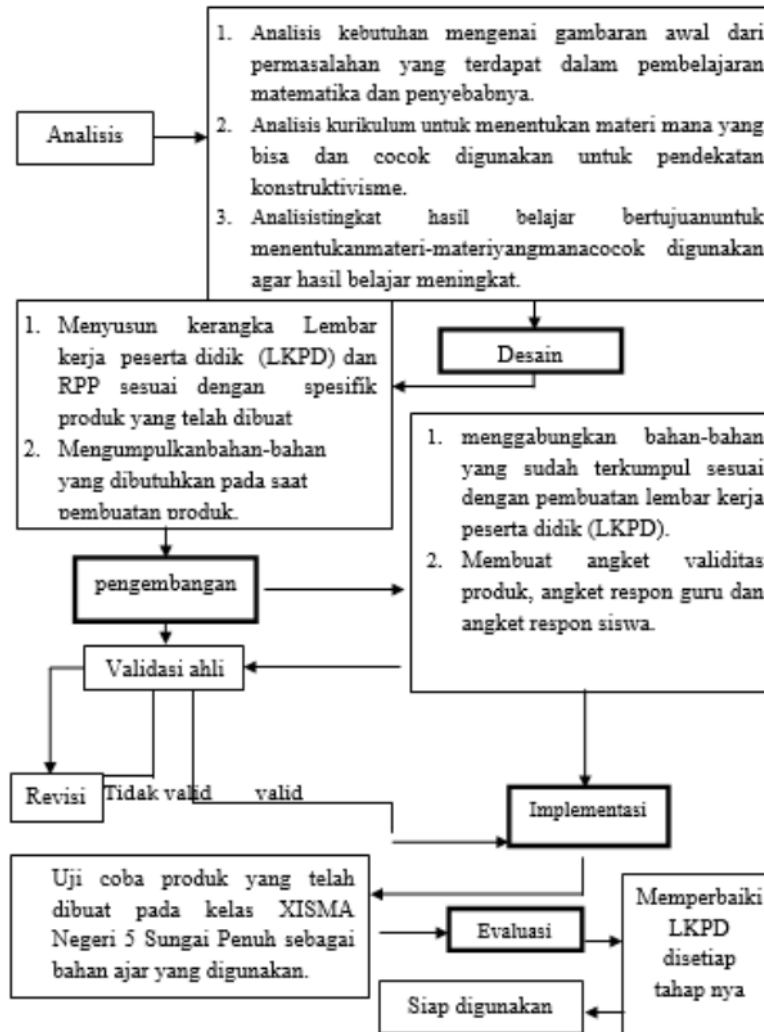 1. Analisis kebutuhan mengenai gambaran awal dari
permasalahan yang terdapat dalam pembelajaran
matematika dan penyebabnya.
Analisis
2. Analisis kurikulum untuk menentukan materi mana yang
bisa dan cocok digunakan untuk pendekatan
konstruktivisme.
3. Analisistingkat hasil belajar bertujuanuntuk
menentukanmateri-materiyangmanacocok digunakan
agar hasil belajar meningkat.
Desain
1. Menyusun kerangka Lembar
kerja peserta didik (LKPD) dan
RPP sesuai dengan spesifik
produk yang telah dibuat
2. Mengumpulkanbahan-bahan
yang dibutuhkan pada saat
pembuatan produk.
pengembangan
1. menggabungkan bahan-bahan
yang sudah terkumpul sesuai
dengan pembuatan lembar kerja
peserta didik (LKPD).
2. Membuat angket validitas
produk, angket respon guru dan
angket respon siswa.
Validasi ahli
Revisi
Tidak valid
valid
Implementasi
Uji coba produk yang telah
dibuat pada kelas XISMA
Negeri 5 Sungai Penuh sebagai
bahan ajar yang digunakan.
Evaluasi
Memperbaiki
LKPD
disetiap
tahap nya
Siap digunakan